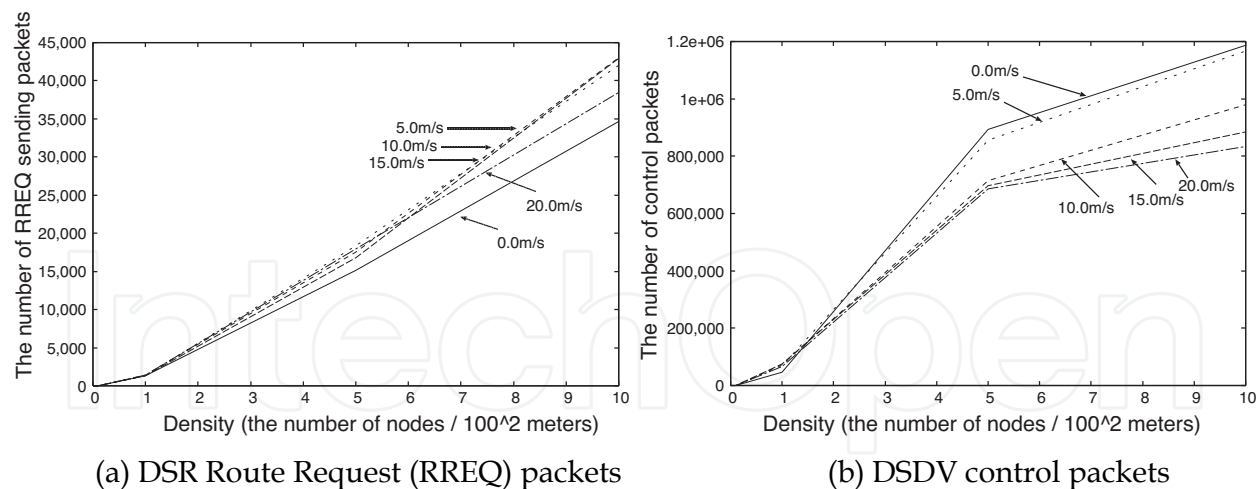 The number of RREQ sending packets
45,000
40,000
35,000
30,000
25,000
20,000
15,000
10,000
5,000
0
5.0m/s
10.0m/s
15.0m/s
20.0m/s
0.0m/s
0 1 2 3 4 5 6 7 8 9 10
Density (the number of nodes / 100^2 meters)
(a) DSR Route Request (RREQ) packets
The number of control packets
1.2e+06
1e+06
800,000
600,000
400,000
200,000
0
0.0m/s
5.0m/s
10.0m/s
15.0m/s
20.0m/s
0 1 2 3 4 5 6 7 8 9 10
Density (the number of nodes / 100^2 meters)
(b) DSDV control packets
IntechOpen